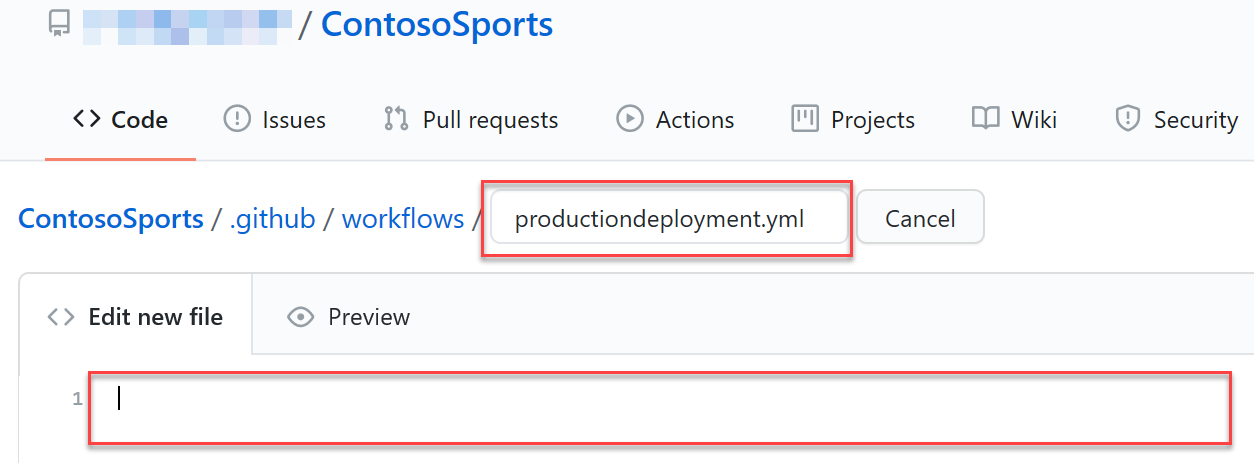 / ContosoSports
Code Issues Pull requests Actions Projects Wiki Security
ContosoSports / .github / workflows / productiondeployment.yml Cancel
Edit new file Preview
1